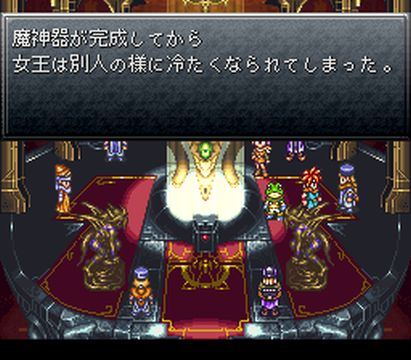 魔神器が完成してから
女王は別人の様に冷たくなられてしまった。